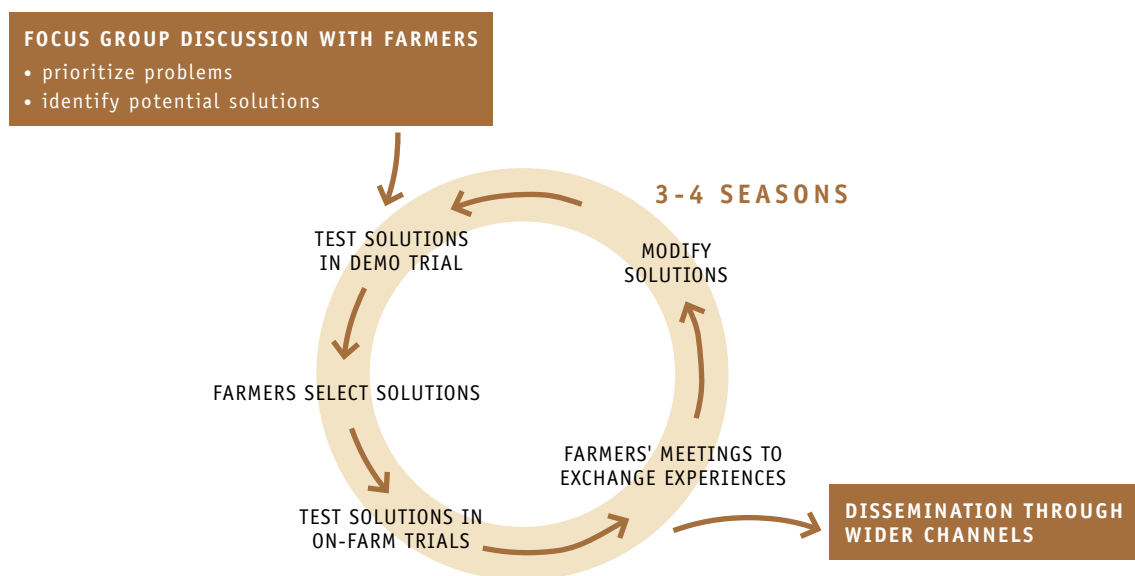 FOCUS GROUP DISCUSSION WITH FARMERS
• prioritize problems
• identify potential solutions
3-4 SEASONS
TEST SOLUTIONS
IN DEMO TRIAL
MODIFY
SOLUTIONS
FARMERS SELECT SOLUTIONS
FARMERS' MEETINGS TO
EXCHANGE EXPERIENCES
TEST SOLUTIONS IN
ON-FARM TRIALS
DISSEMINATION THROUGH
WIDER CHANNELS